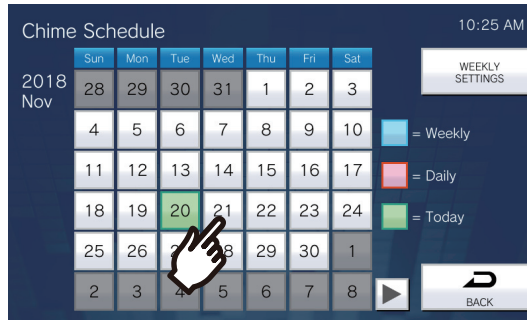 Chime Schedule
10:25 AM
2018
Nov
Sun Mon Tue Wed Thu Fri Sat
28 29 30 31 1 2 3
4 5 6 7 8 9 10
11 12 13 14 15 16 17
18 19 20 21 22 23 24
25 26 29 30 1
2 3 4 5 6 7 8
WEEKLY
SETTINGS
= Weekly
= Daily
= Today
BACK